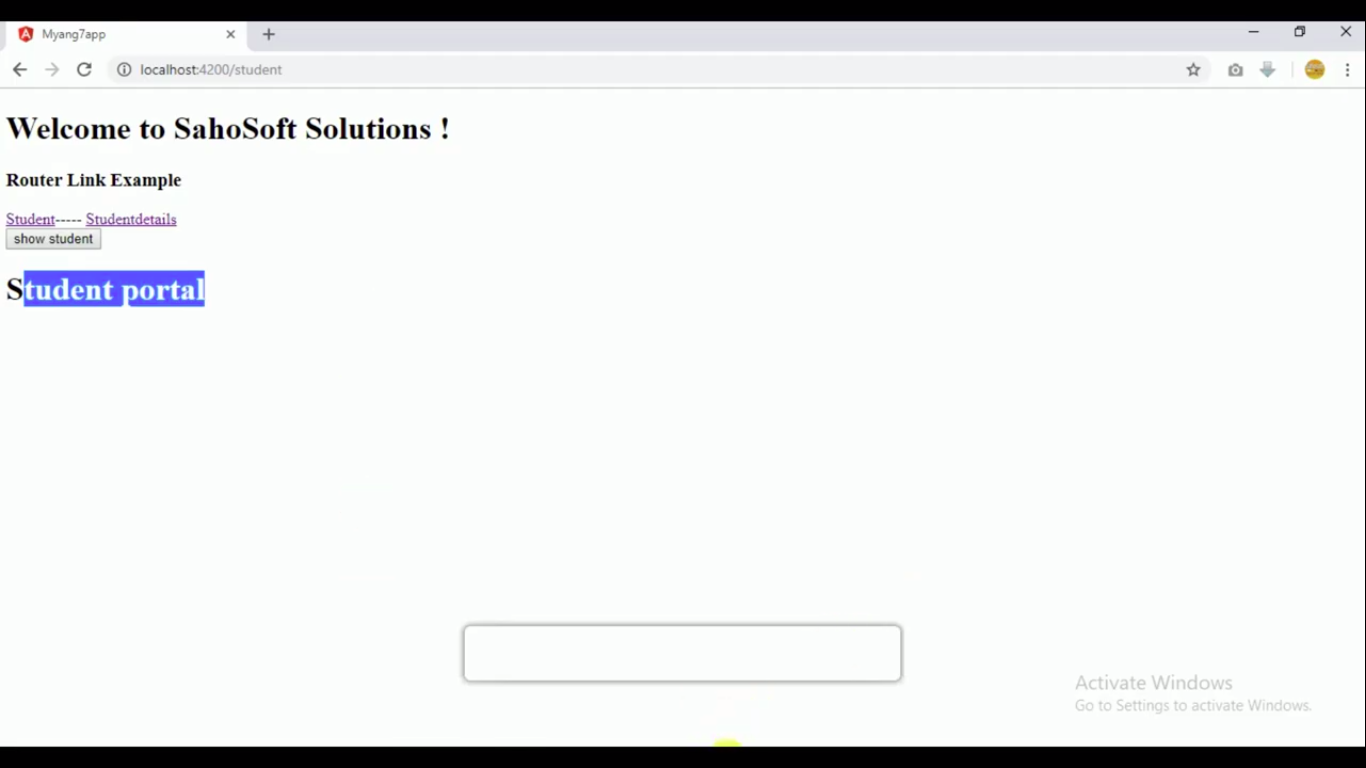 Myang7app
localhost:4200/student
Welcome to SahoSoft Solutions !
Router Link Example
Student----- Studentdetails
show student
Student portal
Activate Windows
Go to Settings to activate Windows.